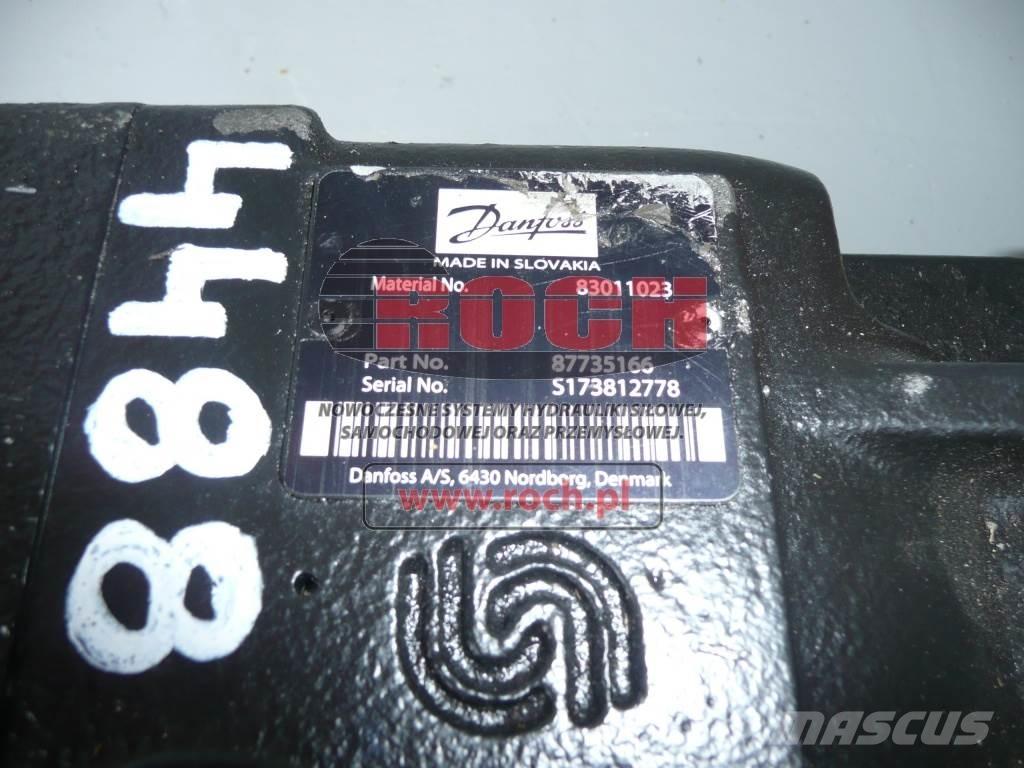 4488
Danfoss
MADE IN SLOVAKIA
Material No. 83011023
ROCH
Part No. 87735166
Serial No. S173812778
NOWOCZESNE SYSTEMY HYDRAULIKI SIŁOWEJ,
SAMOCHODOWEJ ORAZ PRZEMYSŁOWEJ.
Danfoss A/S, 6430 Nordborg, Denmark
www.roch.pl
MASCUS